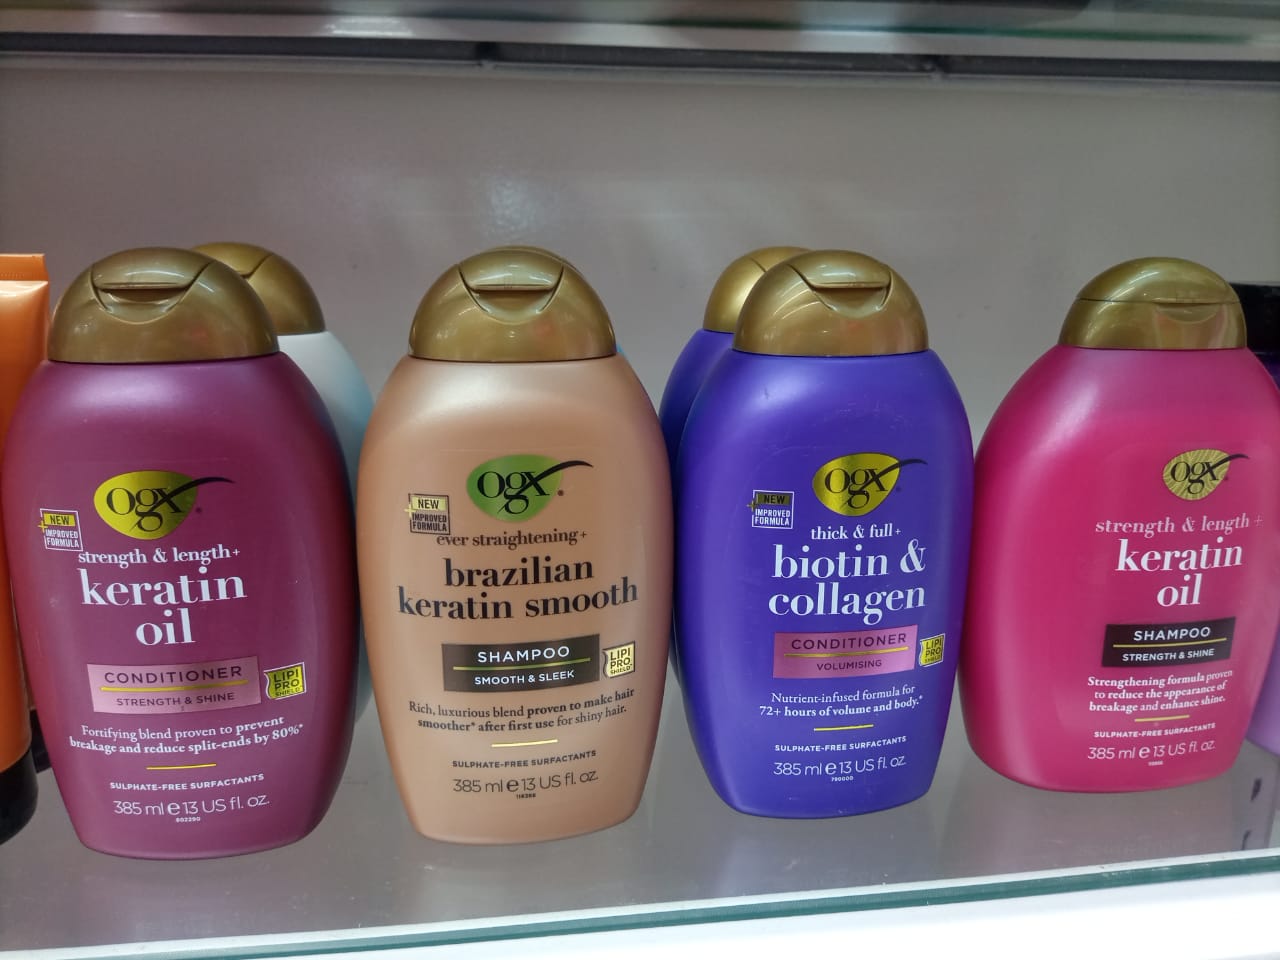 ogx
NEW
+ IMPROVED
FORMULA
strength & length+
keratin
oil
CONDITIONER
STRENGTH & SHINE
LIPI
PRO
SHIELD
Fortifying blend proven to prevent
breakage and reduce split-ends by 80%*
SULPHATE-FREE SURFACTANTS
385 ml e 13 US fl. oz.
ogx
NEW
+ IMPROVED
FORMULA
ever straightening+
brazilian
keratin smooth
SHAMPOO
SMOOTH & SLEEK
LIPI
PRO
SHIELD
Rich, luxurious blend proven to make hair
smoother* after first use for shiny hair.
SULPHATE-FREE SURFACTANTS
385 ml e 13 US fl. oz.
ogx
NEW
+ IMPROVED
FORMULA
thick & full+
biotin &
collagen
CONDITIONER
VOLUMISING
LIPI
PRO
SHIELD
Nutrient-infused formula for
72+ hours of volume and body.*
SULPHATE-FREE SURFACTANTS
385 ml e 13 US fl. oz.
ogx
strength & length+
keratin
oil
SHAMPOO
STRENGTH & SHINE
Strengthening formula proven
to reduce the appearance of
breakage and enhance shine.
SULPHATE-FREE SURFACTANTS
385 ml e 13 US fl. oz.